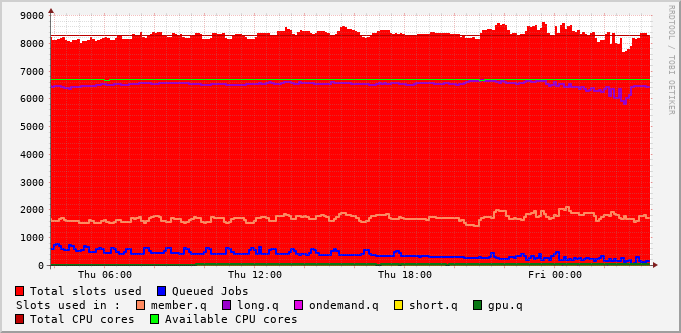 9000
8000
7000
6000
5000
4000
3000
2000
1000
0
Thu 06:00 Thu 12:00 Thu 18:00 Fri 00:00
Total slots used Queued Jobs
Slots used in : member.q long.q ondemand.q short.q gpu.q
Total CPU cores Available CPU cores
RRDTOOL / TOBI OETIKER